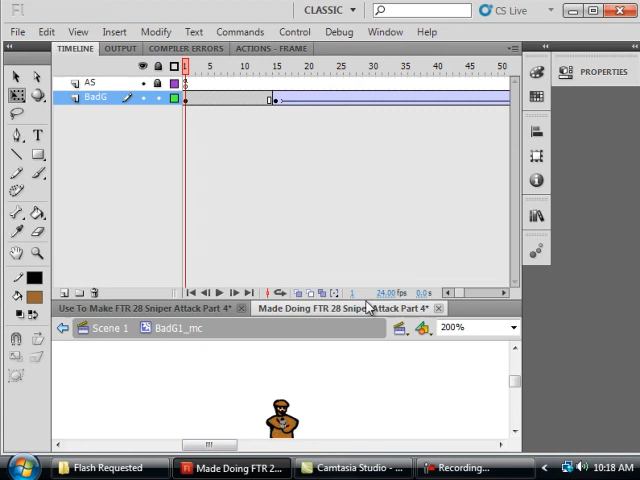 Fl
CLASSIC
CS Live
File Edit View Insert Modify Text Commands Control Debug Window Help
TIMELINE OUTPUT COMPILER ERRORS ACTIONS - FRAME
PROPERTIES
1 5 10 15 20 25 30 35 40 45 50
AS
BadG
1 24.00 fps 0.0 s
Use To Make FTR 28 Sniper Attack Part 4* Made Doing FTR 28 Sniper Attack Part 4*
Scene 1 BadG1_mc 200%
Flash Requested Made Doing FTR 2... Camtasia Studio - ... Recording... 10:18 AM